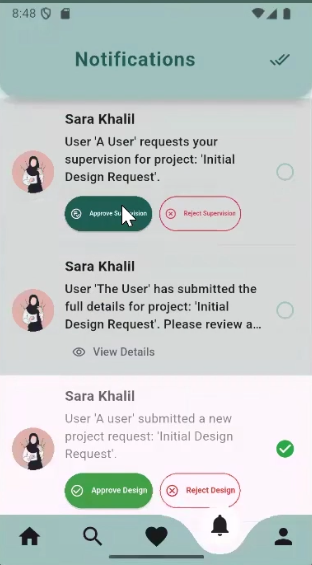 8:48
Notifications
Sara Khalil
User 'A User' requests your
supervision for project: 'Initial
Design Request'.
Approve Supervision
Reject Supervision
Sara Khalil
User 'The User' has submitted the
full details for project: 'Initial
Design Request'. Please review a...
View Details
Sara Khalil
User 'A user' submitted a new
project request: 'Initial Design
Request'.
Approve Design
Reject Design